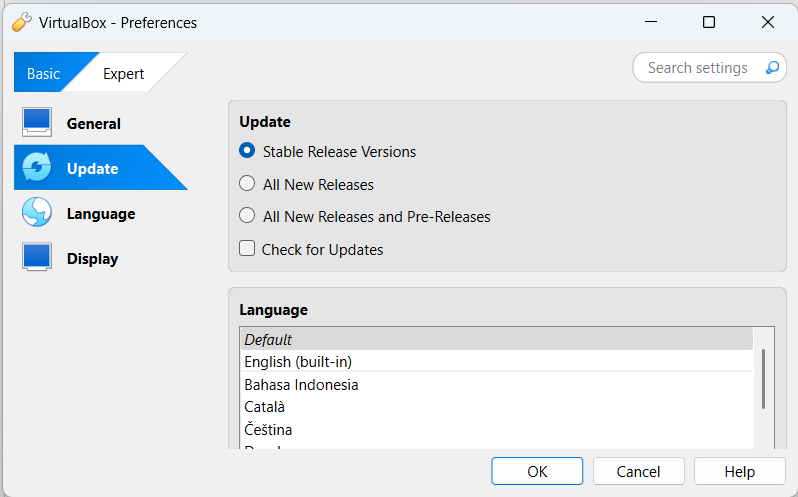 VirtualBox - Preferences
Basic
Expert
Search settings
General
Update
Language
Display
Update
Stable Release Versions
All New Releases
All New Releases and Pre-Releases
Check for Updates
Language
Default
English (built-in)
Bahasa Indonesia
Català
Čeština
OK
Cancel
Help